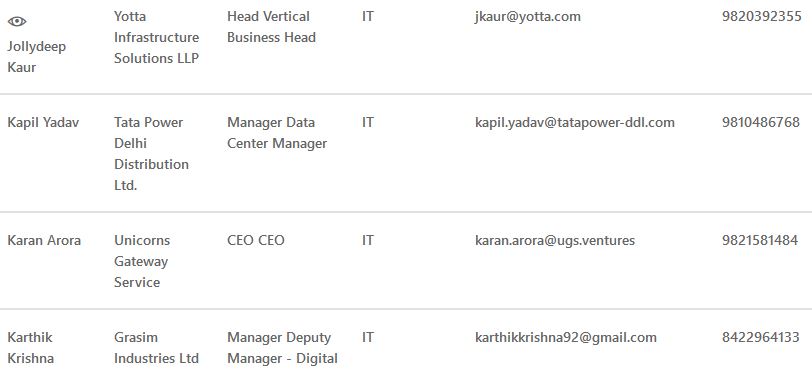 Jollydeep Kaur Yotta Infrastructure Solutions LLP Head Vertical Business Head IT jkaur@yotta.com 9820392355
Kapil Yadav Tata Power Delhi Distribution Ltd. Manager Data Center Manager IT kapil.yadav@tatapower-ddl.com 9810486768
Karan Arora Unicorns Gateway Service CEO CEO IT karan.arora@ugs.ventures 9821581484
Karthik Krishna Grasim Industries Ltd Manager Deputy Manager - Digital IT karthikkrishna92@gmail.com 8422964133